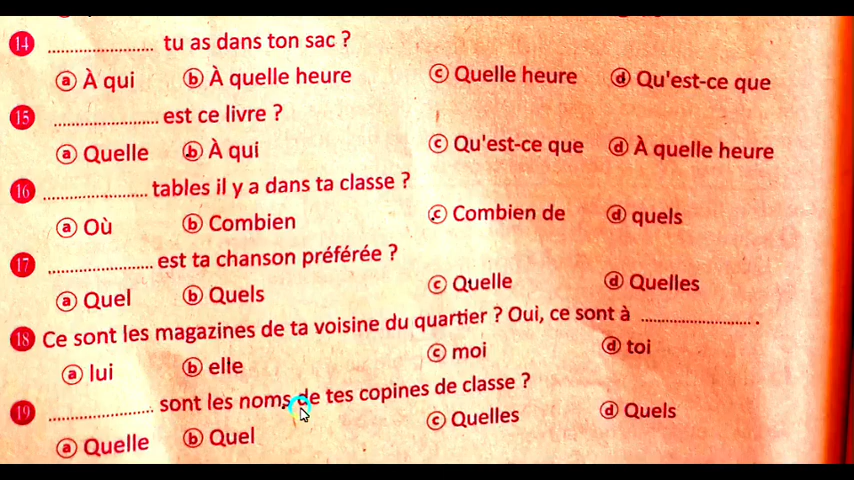 14 .................... tu as dans ton sac ?
a À qui b À quelle heure c Quelle heure d Qu'est-ce que
15 .................... est ce livre ?
a Quelle b À qui c Qu'est-ce que d À quelle heure
16 .................... tables il y a dans ta classe ?
a Où b Combien c Combien de d quels
17 .................... est ta chanson préférée ?
a Quel b Quels c Quelle d Quelles
18 Ce sont les magazines de ta voisine du quartier ? Oui, ce sont à .................... .
a lui b elle c moi d toi
19 .................... sont les noms de tes copines de classe ?
a Quelle b Quel c Quelles d Quels